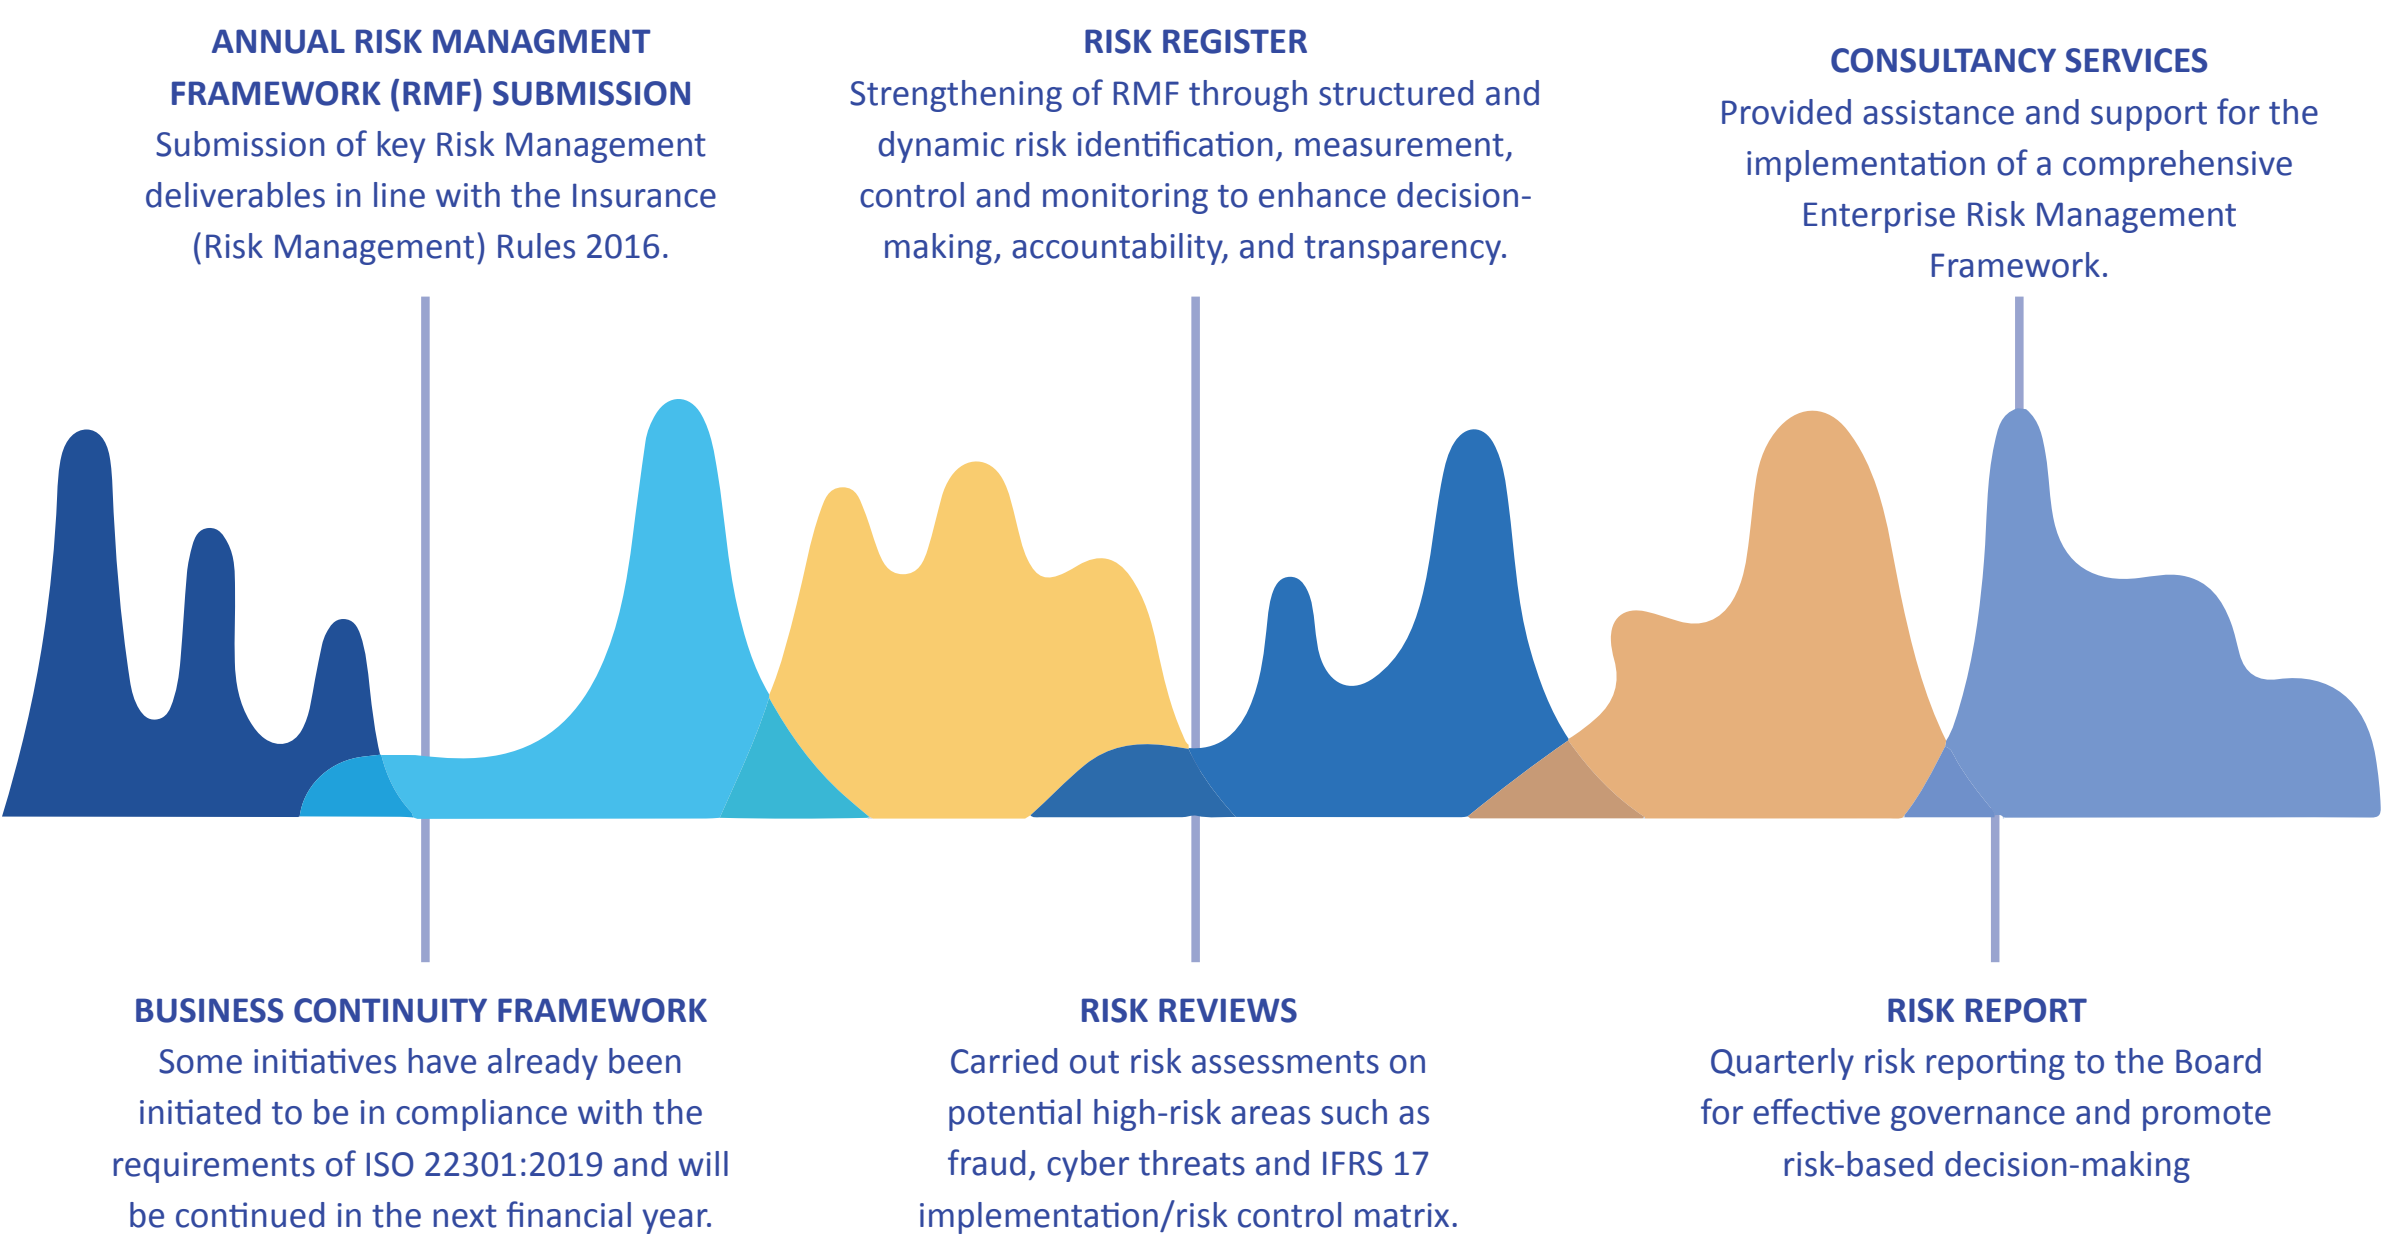 ANNUAL RISK MANAGMENT
FRAMEWORK (RMF) SUBMISSION
Submission of key Risk Management
deliverables in line with the Insurance
(Risk Management) Rules 2016.
RISK REGISTER
Strengthening of RMF through structured and
dynamic risk identification, measurement,
control and monitoring to enhance decision-
making, accountability, and transparency.
CONSULTANCY SERVICES
Provided assistance and support for the
implementation of a comprehensive
Enterprise Risk Management
Framework.
BUSINESS CONTINUITY FRAMEWORK
Some initiatives have already been
initiated to be in compliance with the
requirements of ISO 22301:2019 and will
be continued in the next financial year.
RISK REVIEWS
Carried out risk assessments on
potential high-risk areas such as
fraud, cyber threats and IFRS 17
implementation/risk control matrix.
RISK REPORT
Quarterly risk reporting to the Board
for effective governance and promote
risk-based decision-making